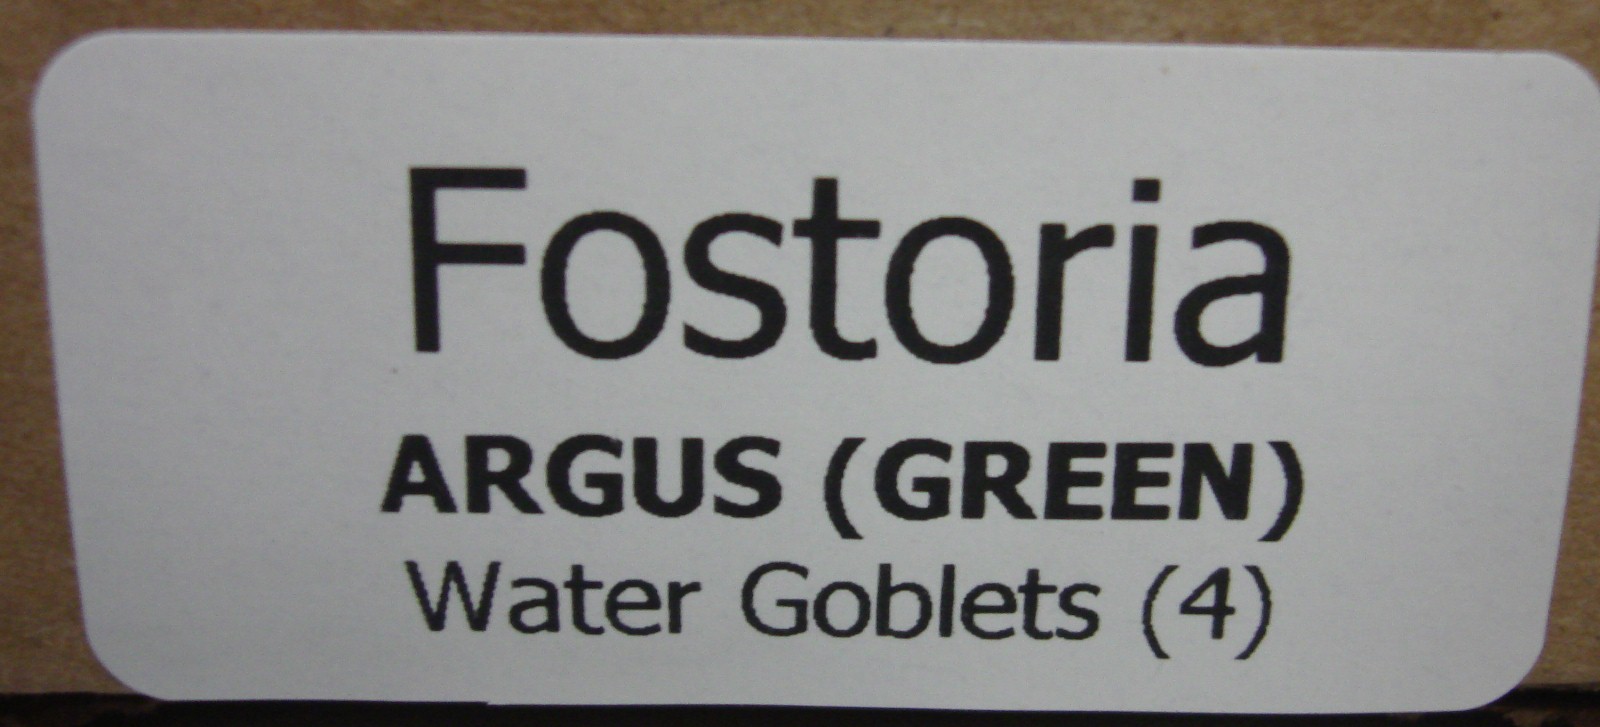 Fostoria
ARGUS (GREEN)
Water Goblets (4)